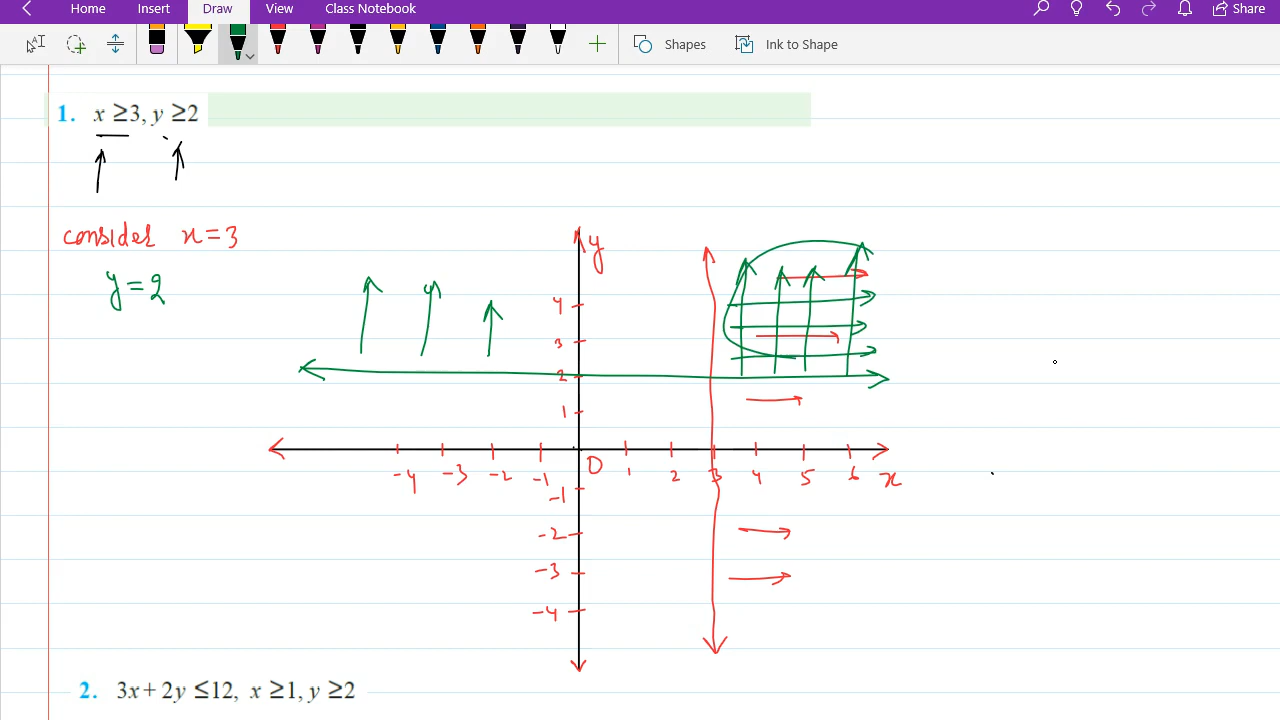 Home Insert Draw View Class Notebook Share
Shapes Ink to Shape
1. x ≥3, y ≥2
consider x=3
y=2
y
4
3
2
1
-4 -3 -2 -1 O 1 2 3 4 5 6 x
-1
-2
-3
-4
2. 3x+ 2y ≤12, x ≥1, y ≥2